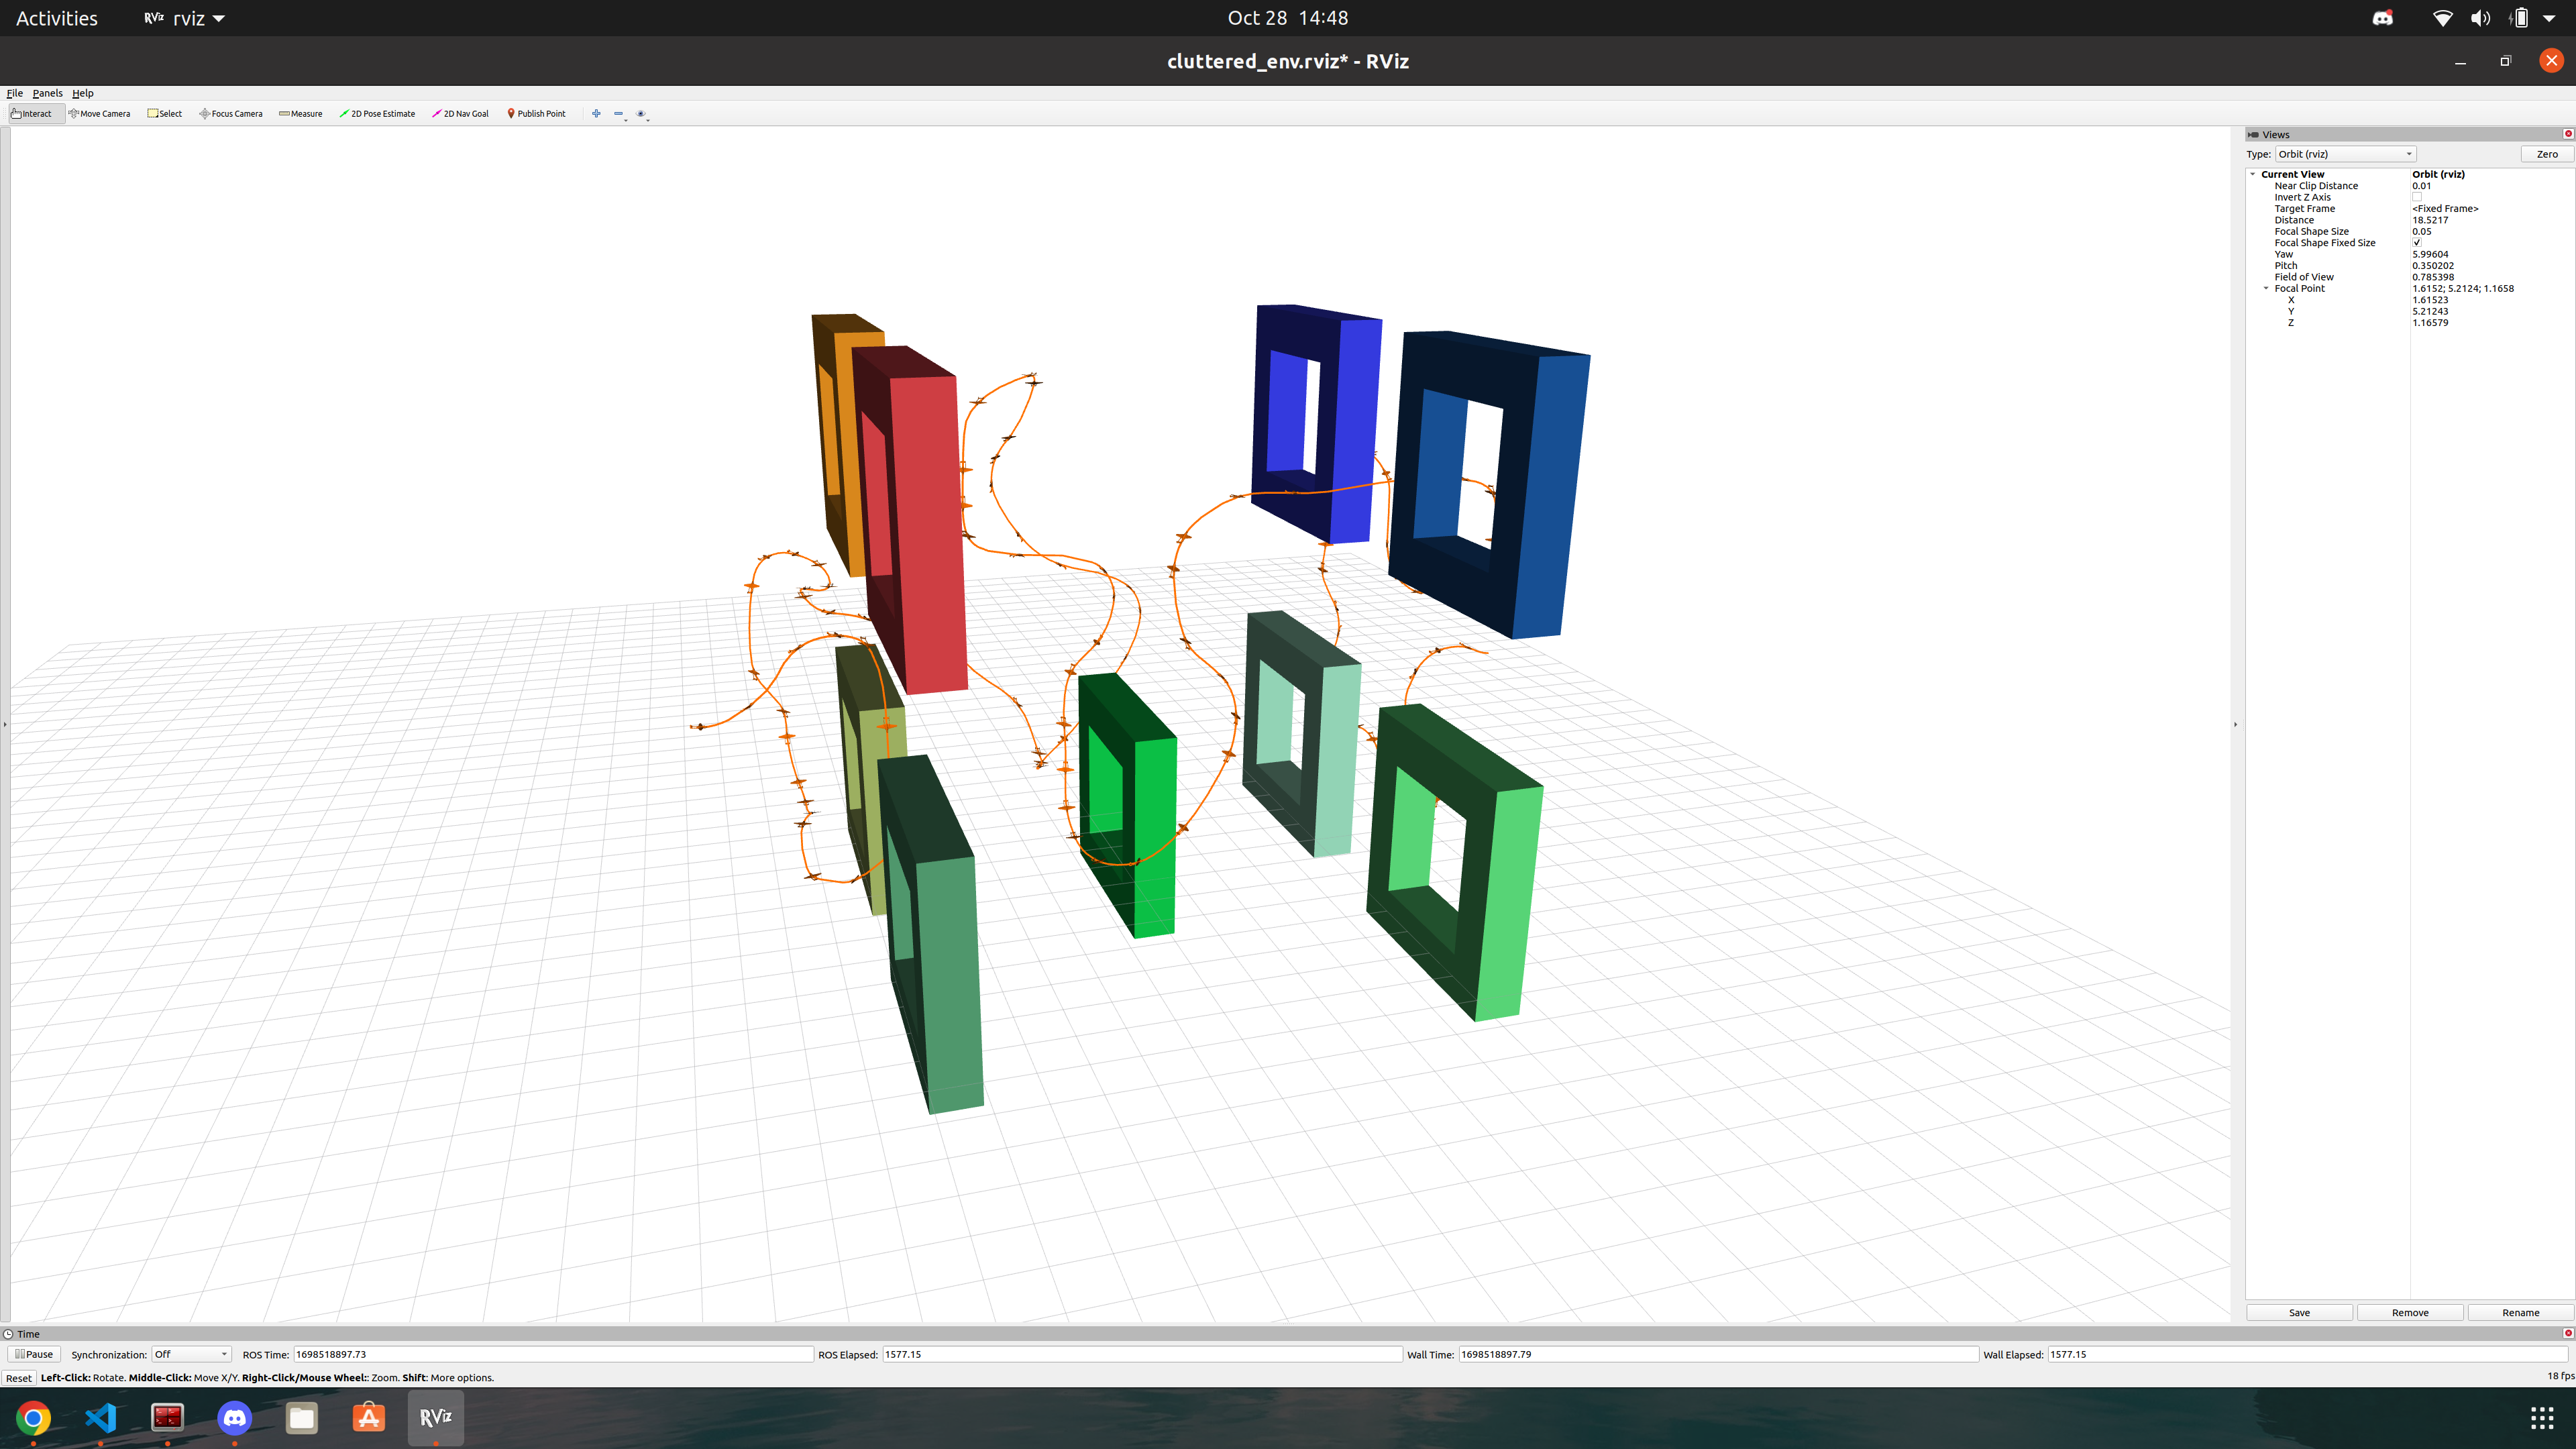 Activities RViz rviz Oct 28 14:48
cluttered_env.rviz* - RViz
File Panels Help
Interact Move Camera Select Focus Camera Measure 2D Pose Estimate 2D Nav Goal Publish Point
Views
Type: Orbit (rviz) Zero
Current View Orbit (rviz)
Near Clip Distance 0.01
Invert Z Axis
Target Frame <Fixed Frame>
Distance 18.5217
Focal Shape Size 0.05
Focal Shape Fixed Size
Yaw 5.99604
Pitch 0.350202
Field of View 0.785398
Focal Point 1.6152; 5.2124; 1.1658
X 1.61523
Y 5.21243
Z 1.16579
Save Remove Rename
Time
Pause Synchronization: Off ROS Time: 1698518897.73 ROS Elapsed: 1577.15 Wall Time: 1698518897.79 Wall Elapsed: 1577.15
Reset Left-Click: Rotate. Middle-Click: Move X/Y. Right-Click/Mouse Wheel:: Zoom. Shift: More options. 18 fps
RViz